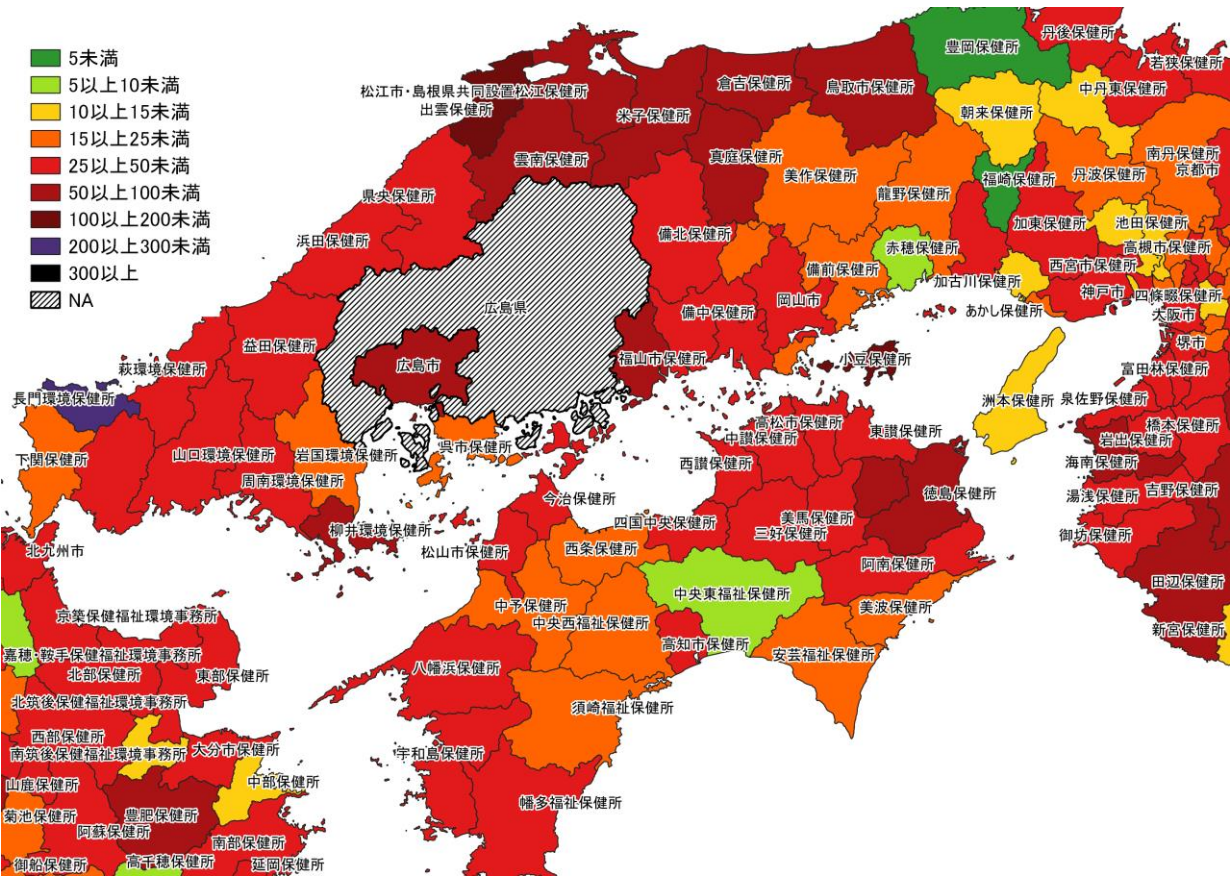 5未満
5以上10未満
10以上15未満
15以上25未満
25以上50未満
50以上100未満
100以上200未満
200以上300未満
300以上
NA
豊岡保健所
丹後保健所
若狭保健所
松江市・島根県共同設置松江保健所
出雲保健所
倉吉保健所
鳥取市保健所
中丹東保健所
朝来保健所
米子保健所
雲南保健所
真庭保健所
美作保健所
龍野保健所
福崎保健所
丹波保健所
南丹保健所
京都市
県央保健所
浜田保健所
備北保健所
赤穂保健所
加東保健所
池田保健所
高槻市保健所
備前保健所
西宮市保健所
加古川保健所
神戸市
四條畷保健所
広島県
備中保健所
岡山市
あかし保健所
大阪市
堺市
益田保健所
広島市
福山市保健所
小豆保健所
萩環境保健所
長門環境保健所
富田林保健所
洲本保健所
泉佐野保健所
橋本保健所
岩出保健所
高松市保健所
中讃保健所
東讃保健所
下関保健所
山口環境保健所
岩国環境保健所
呉市保健所
西讃保健所
海南保健所
周南環境保健所
徳島保健所
湯浅保健所
吉野保健所
今治保健所
四国中央保健所
美馬保健所
三好保健所
御坊保健所
柳井環境保健所
北九州市
松山市保健所
西条保健所
阿南保健所
田辺保健所
中央東福祉保健所
中予保健所
美波保健所
京築保健福祉環境事務所
中央西福祉保健所
新宮保健所
高知市保健所
安芸福祉保健所
嘉穂・鞍手保健福祉環境事務所
北部保健所
東部保健所
八幡浜保健所
北筑後保健福祉環境事務所
須崎福祉保健所
西部保健所
大分市保健所
南筑後保健福祉環境事務所
宇和島保健所
中部保健所
山鹿保健所
幡多福祉保健所
菊池保健所
豊肥保健所
阿蘇保健所
南部保健所
御船保健所
高千穂保健所
延岡保健所